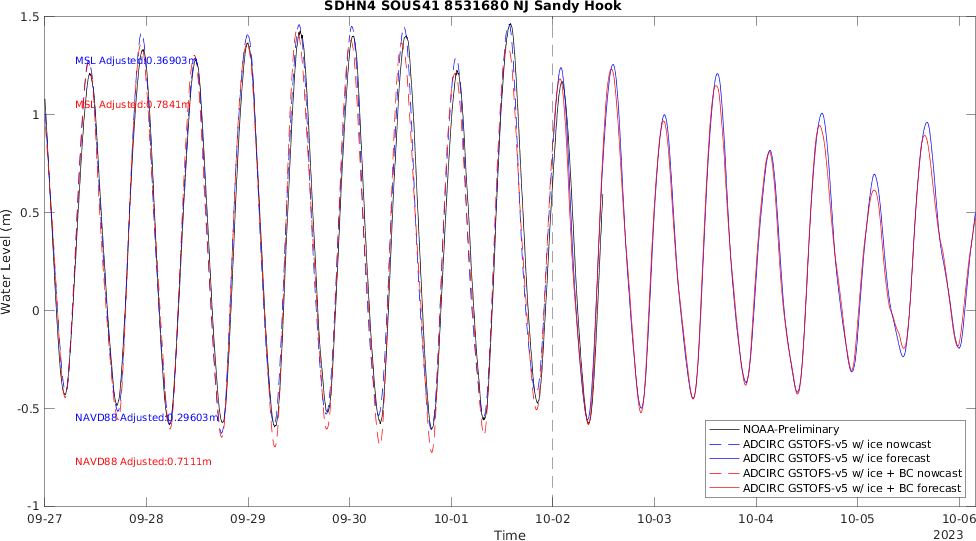 SDHN4 SOUS41 8531680 NJ Sandy Hook
1.5
1
0.5
0
-0.5
-1
Water Level (m)
MSL Adjusted:0.36903m
MSL Adjusted:0.7841m
NAVD88 Adjusted:0.29603m
NAVD88 Adjusted:0.7111m
NOAA-Preliminary
ADCIRC GSTOFS-v5 w/ ice nowcast
ADCIRC GSTOFS-v5 w/ ice forecast
ADCIRC GSTOFS-v5 w/ ice + BC nowcast
ADCIRC GSTOFS-v5 w/ ice + BC forecast
09-27 09-28 09-29 09-30 10-01 10-02 10-03 10-04 10-05 10-06
Time
2023